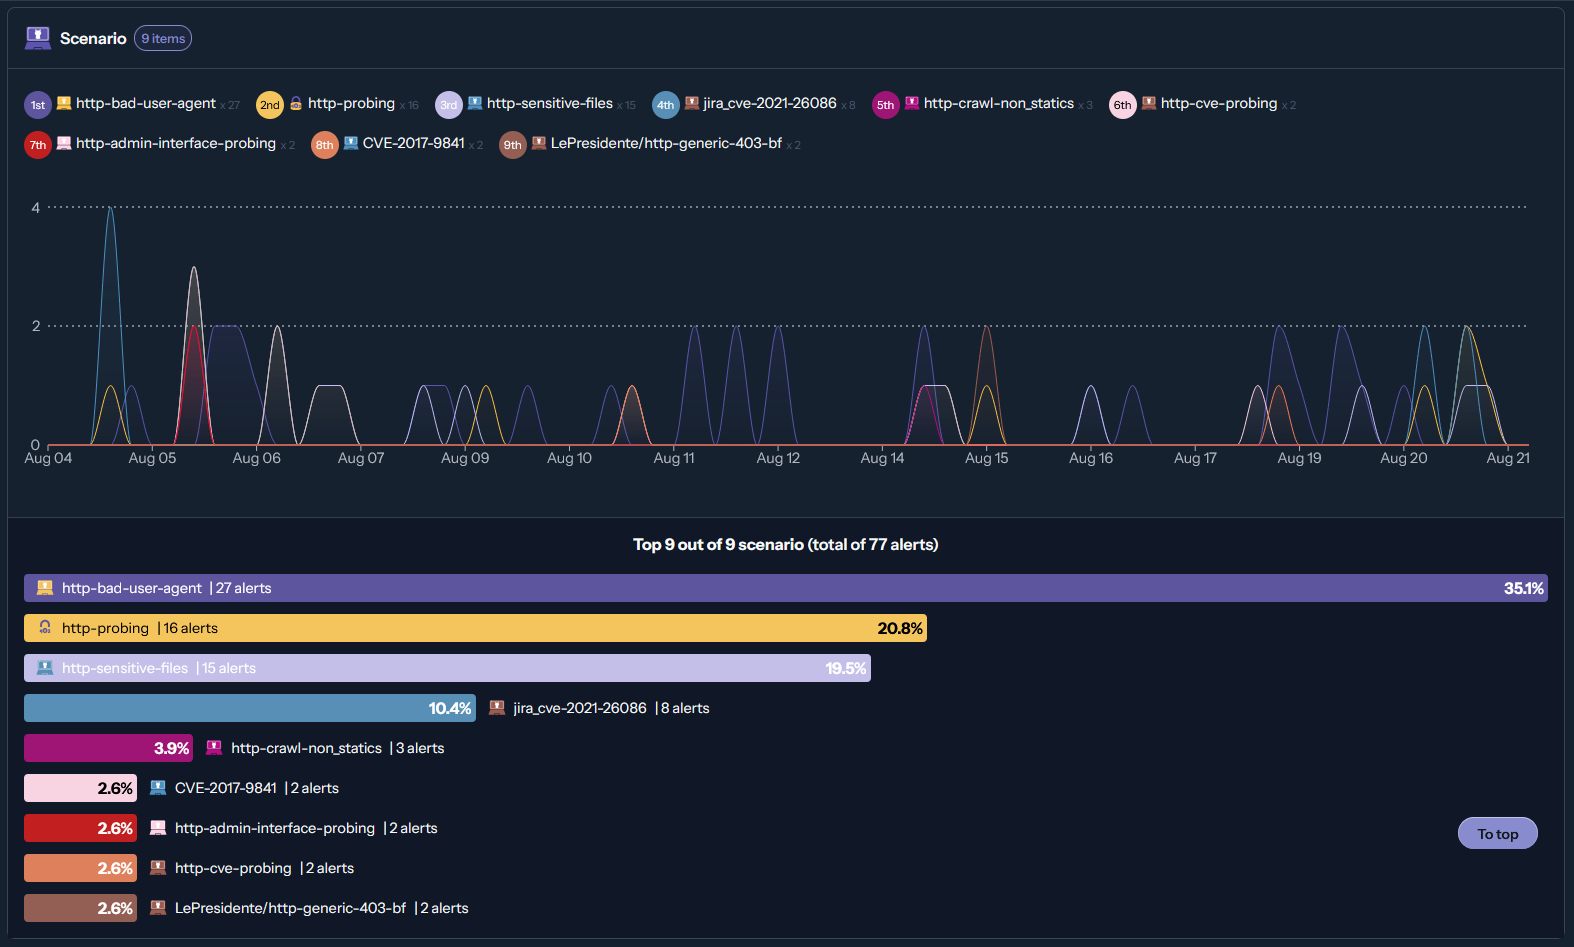 Scenario 9 items
1st http-bad-user-agent x 27 2nd http-probing x 16 3rd http-sensitive-files x 15 4th jira_cve-2021-26086 x 8 5th http-crawl-non_statics x 3 6th http-cve-probing x 2
7th http-admin-interface-probing x 2 8th CVE-2017-9841 x 2 9th LePresidente/http-generic-403-bf x 2
4
2
0
Aug 04 Aug 05 Aug 06 Aug 07 Aug 09 Aug 10 Aug 11 Aug 12 Aug 14 Aug 15 Aug 16 Aug 17 Aug 19 Aug 20 Aug 21
Top 9 out of 9 scenario (total of 77 alerts)
http-bad-user-agent | 27 alerts 35.1%
http-probing | 16 alerts 20.8%
http-sensitive-files | 15 alerts 19.5%
10.4% jira_cve-2021-26086 | 8 alerts
3.9% http-crawl-non_statics | 3 alerts
2.6% CVE-2017-9841 | 2 alerts
2.6% http-admin-interface-probing | 2 alerts
To top
2.6% http-cve-probing | 2 alerts
2.6% LePresidente/http-generic-403-bf | 2 alerts